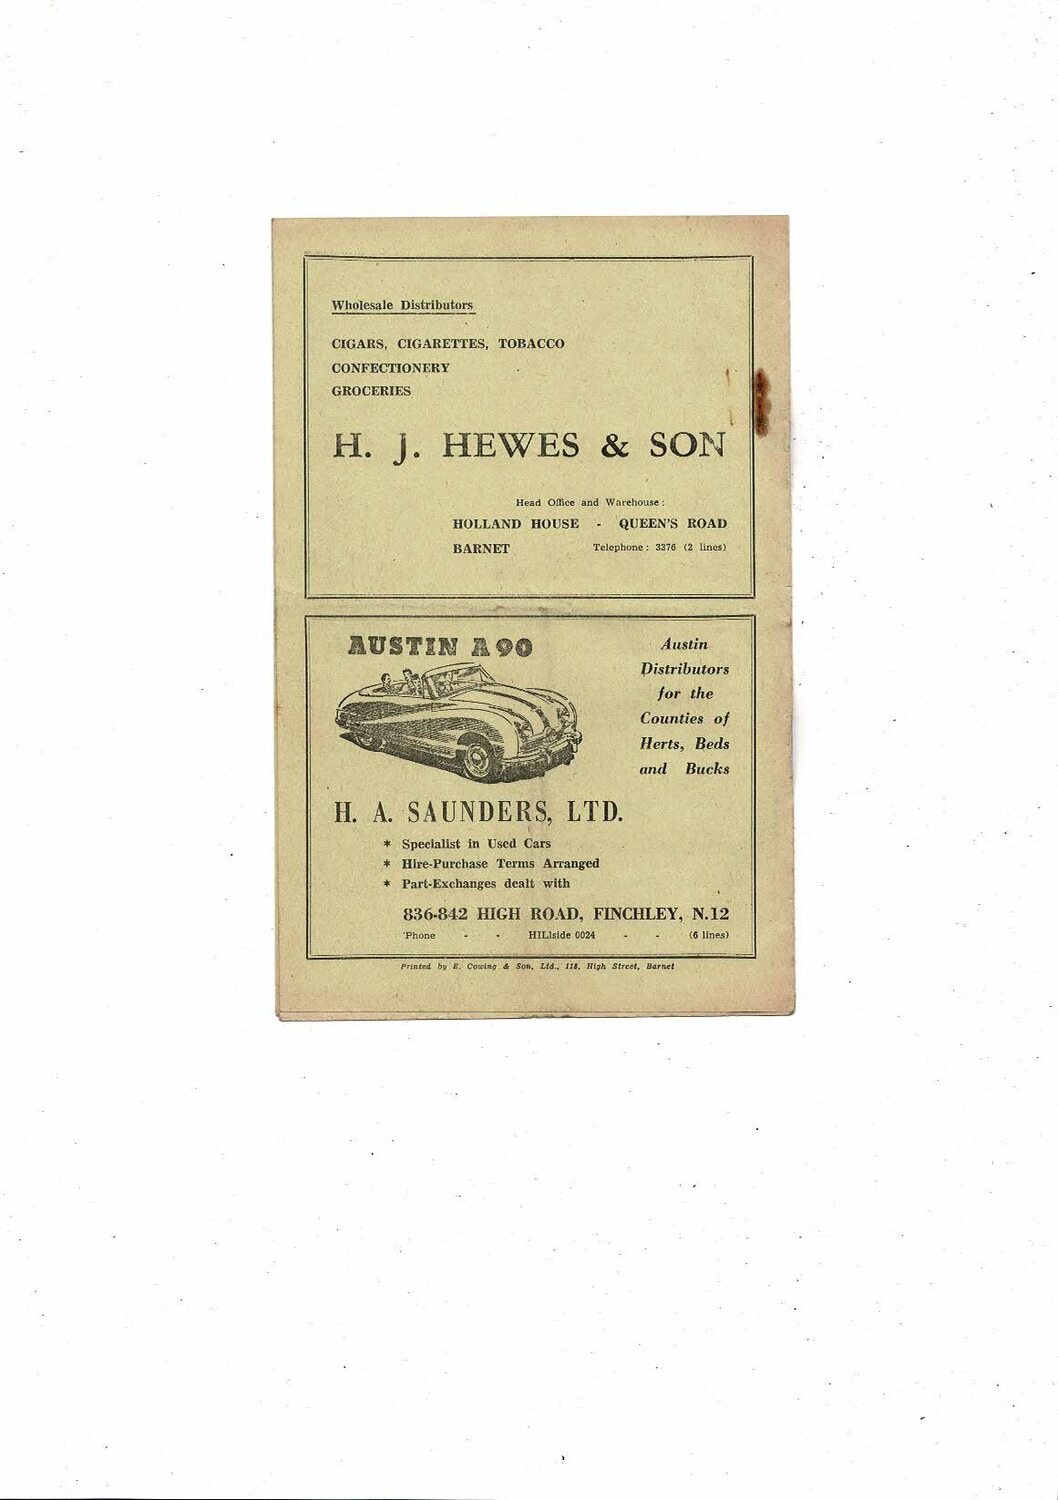 Wholesale Distributors
CIGARS, CIGARETTES, TOBACCO
CONFECTIONERY
GROCERIES
H. J. HEWES & SON
Head Office and Warehouse :
HOLLAND HOUSE - QUEEN'S ROAD
BARNET Telephone : 3376 (2 lines)
AUSTIN A90
Austin
Distributors
for the
Counties of
Herts, Beds
and Bucks
H. A. SAUNDERS, LTD.
* Specialist in Used Cars
* Hire-Purchase Terms Arranged
* Part-Exchanges dealt with
836-842 HIGH ROAD, FINCHLEY, N.12
'Phone - - HILlside 0024 - - (6 lines)
Printed by E. Cowing & Son, Ltd., 118, High Street, Barnet